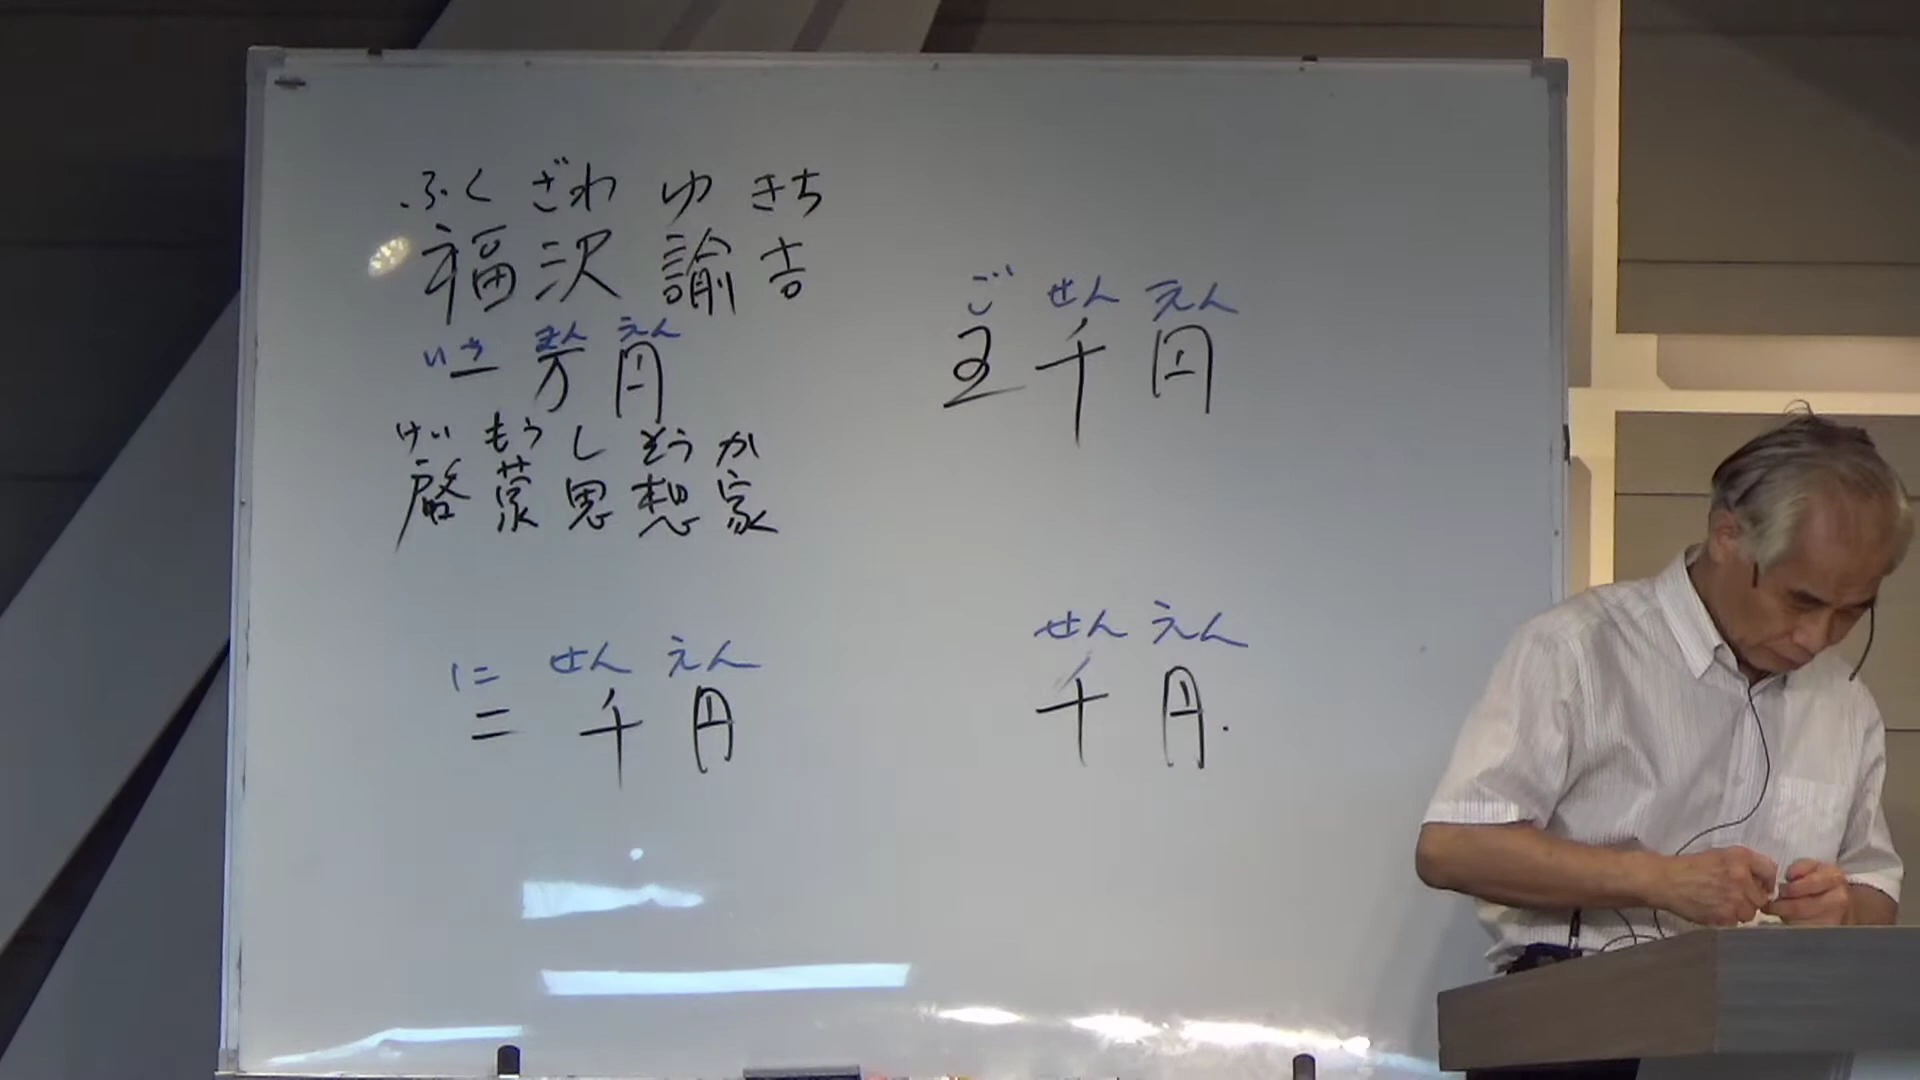 ふく ざわ ゆ きち
福沢諭吉
いち まん えん
一万円
けい もう し そう か
啓蒙思想家
ご せん えん
五千円
に せん えん
二千円
せん えん
千円.